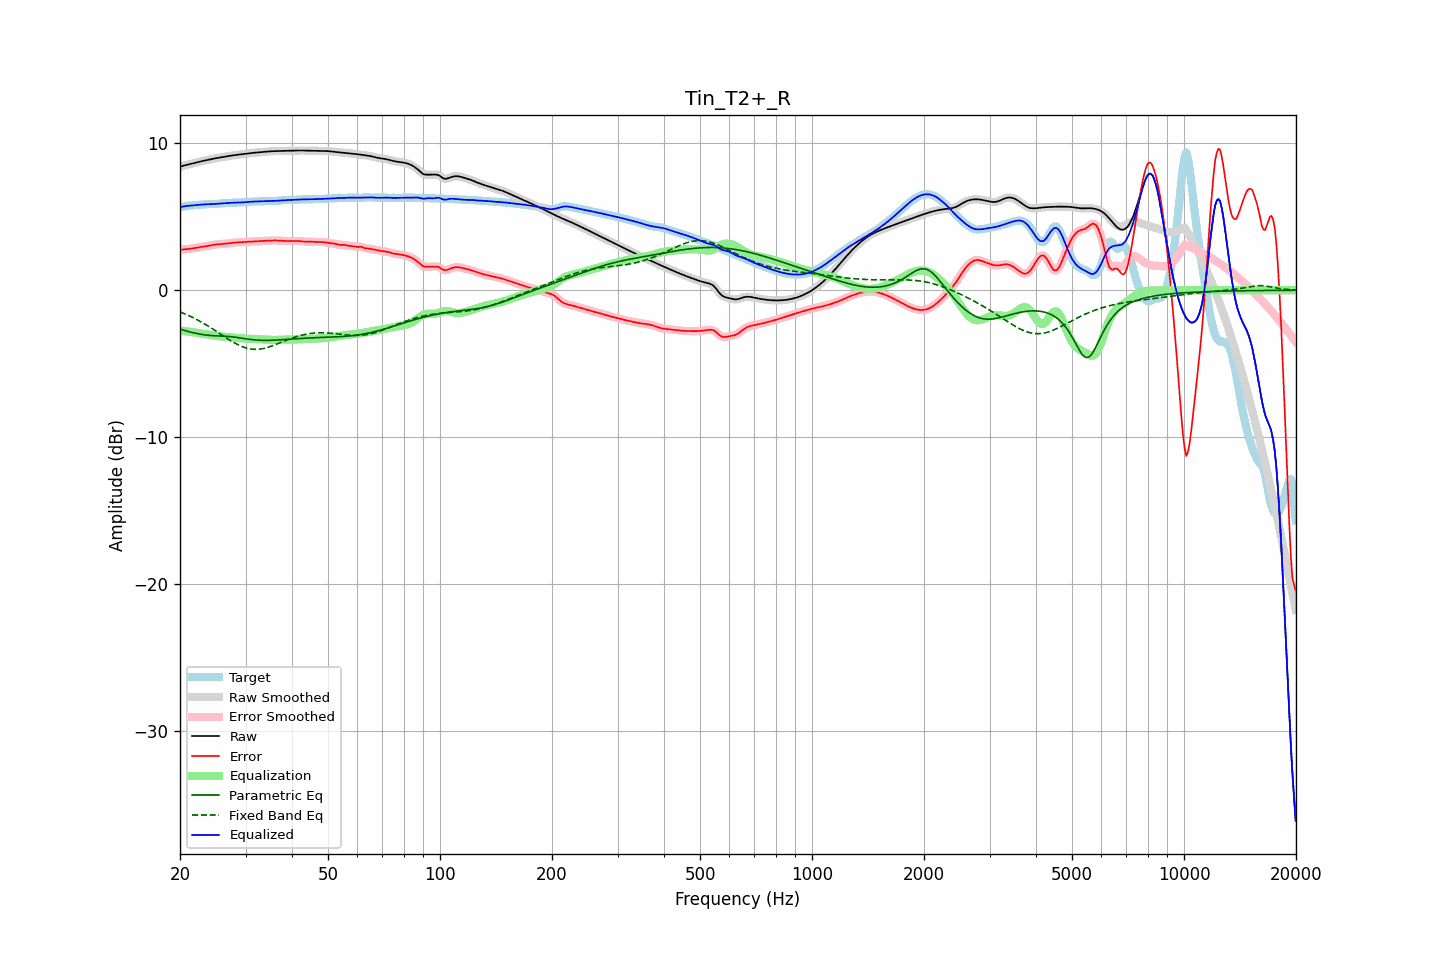 Tin_T2+_R
10
0
−10
−20
−30
Amplitude (dBr)
Target
Raw Smoothed
Error Smoothed
Raw
Error
Equalization
Parametric Eq
Fixed Band Eq
Equalized
20 50 100 200 500 1000 2000 5000 10000 20000
Frequency (Hz)